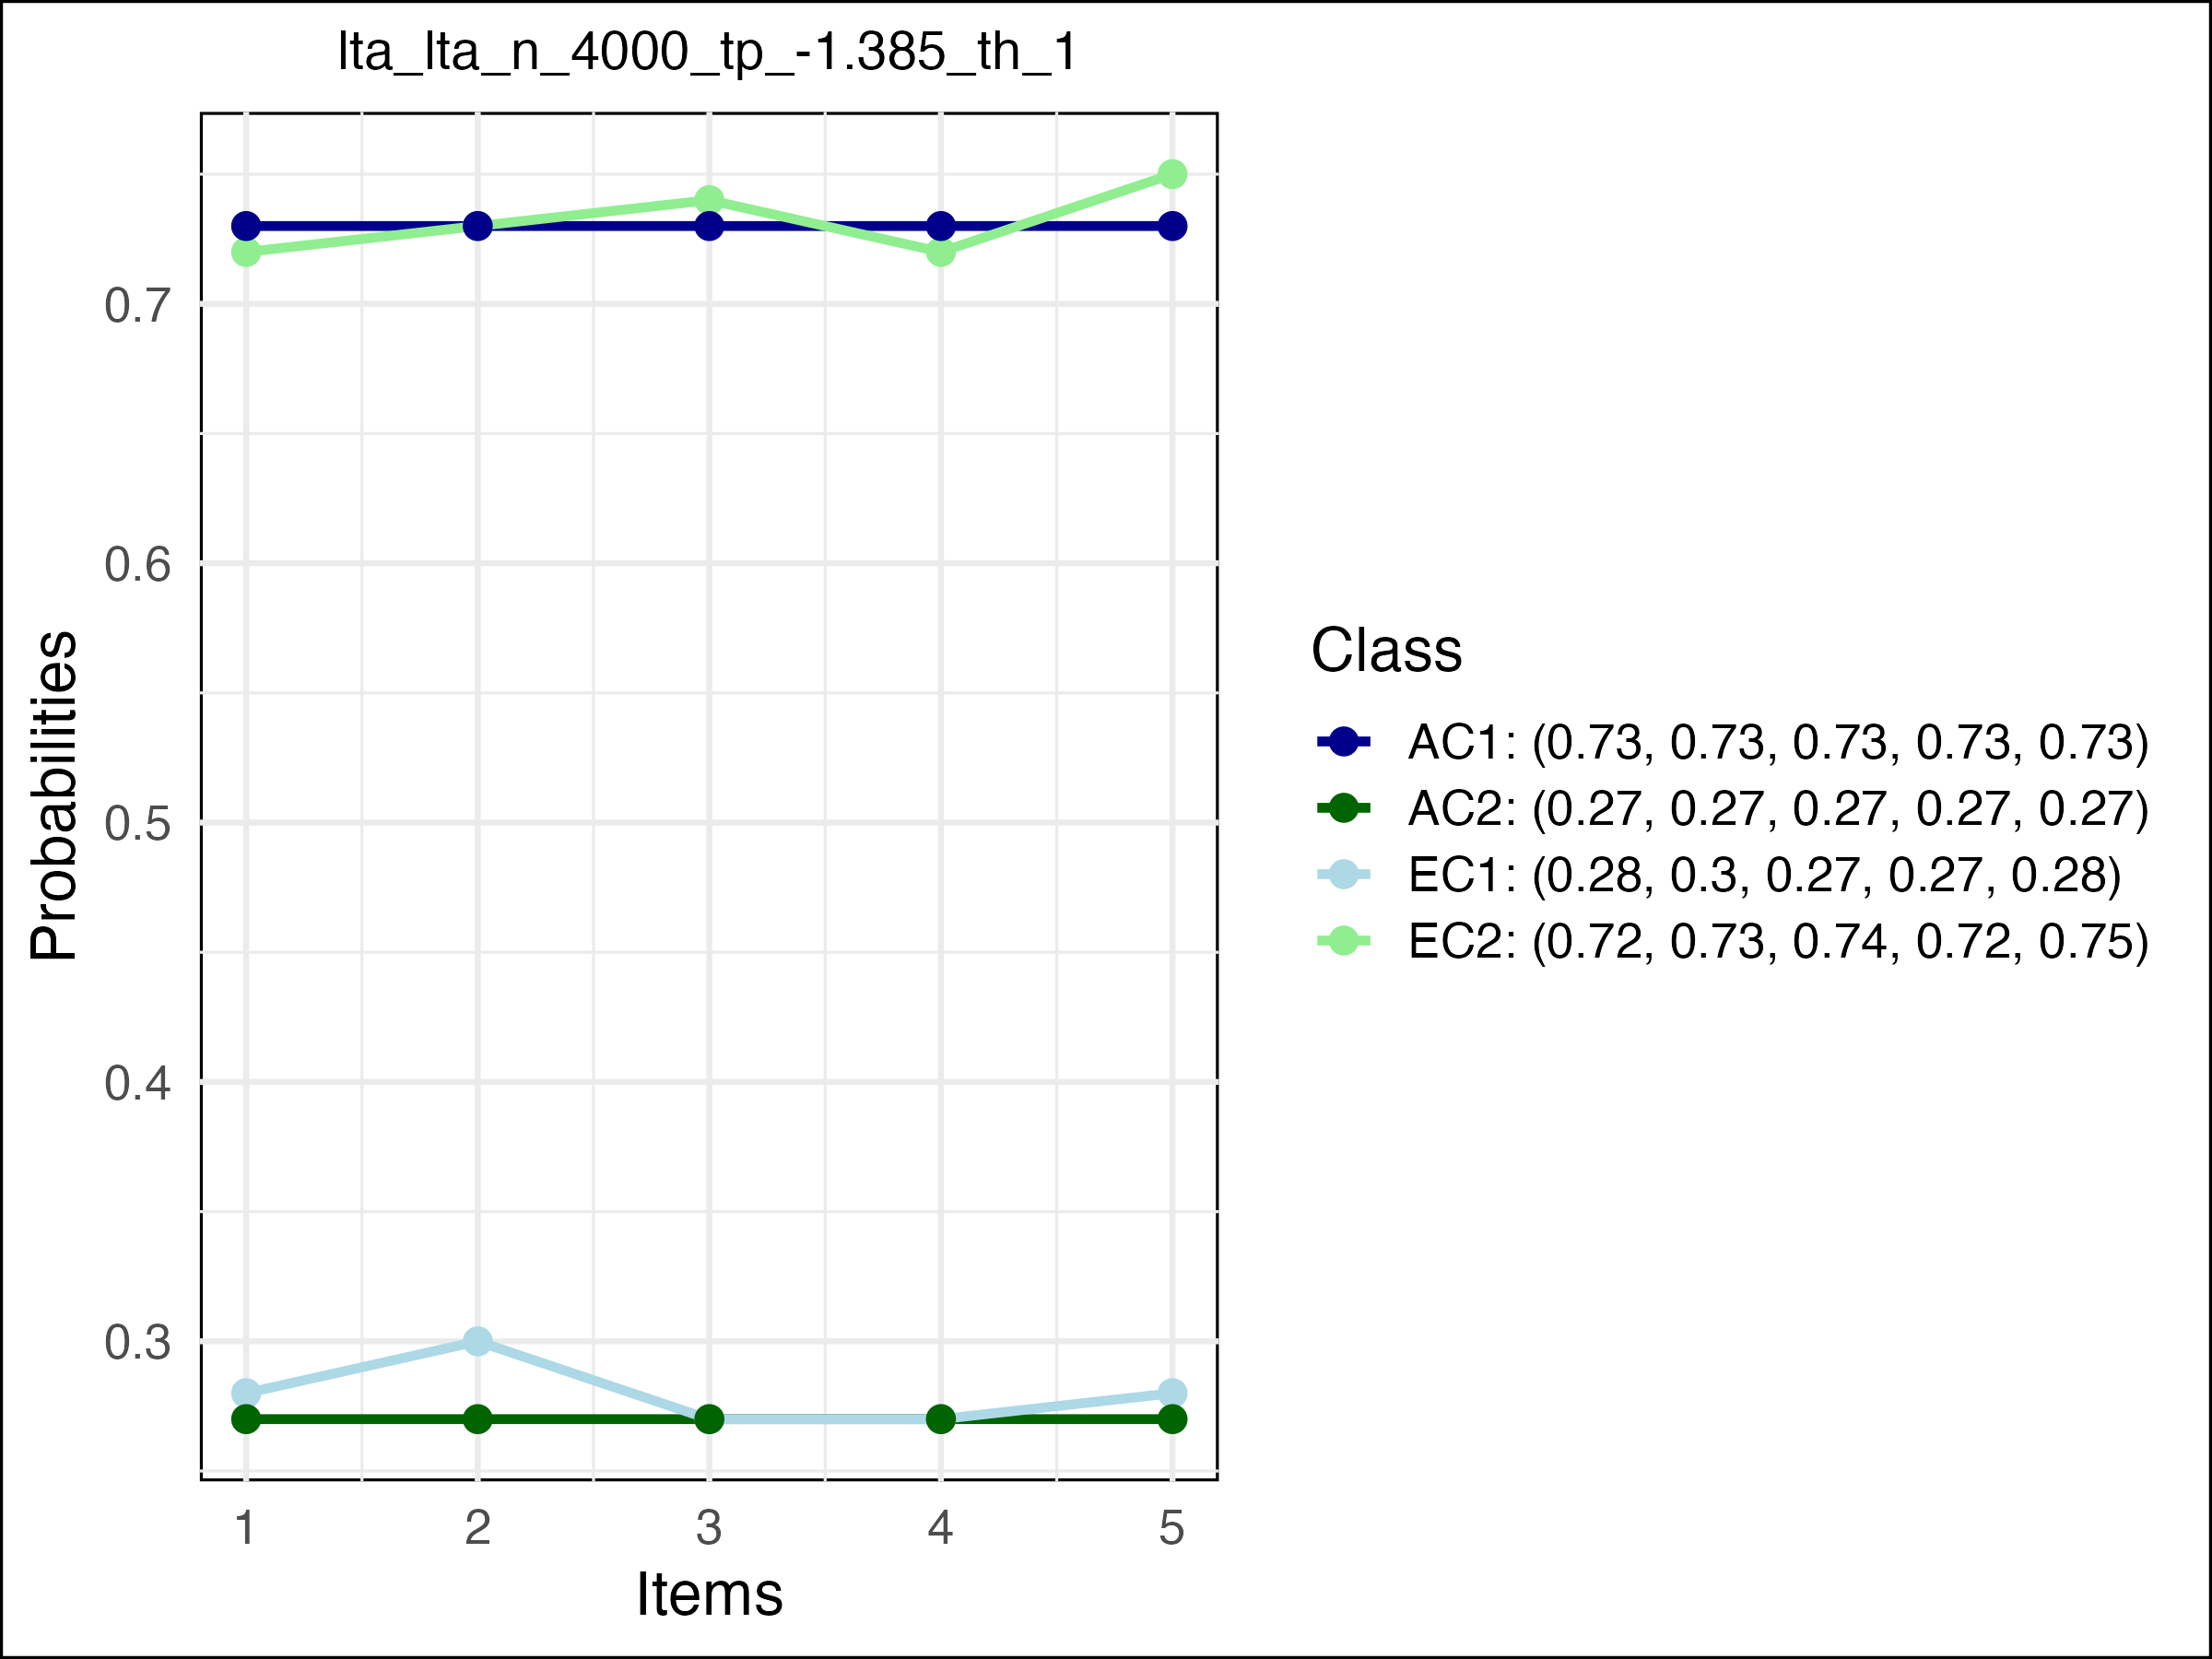 lta_lta_n_4000_tp_-1.385_th_1
Probabilities
0.7
0.6
0.5
0.4
0.3
1 2 3 4 5
Items
Class
AC1: (0.73, 0.73, 0.73, 0.73, 0.73)
AC2: (0.27, 0.27, 0.27, 0.27, 0.27)
EC1: (0.28, 0.3, 0.27, 0.27, 0.28)
EC2: (0.72, 0.73, 0.74, 0.72, 0.75)